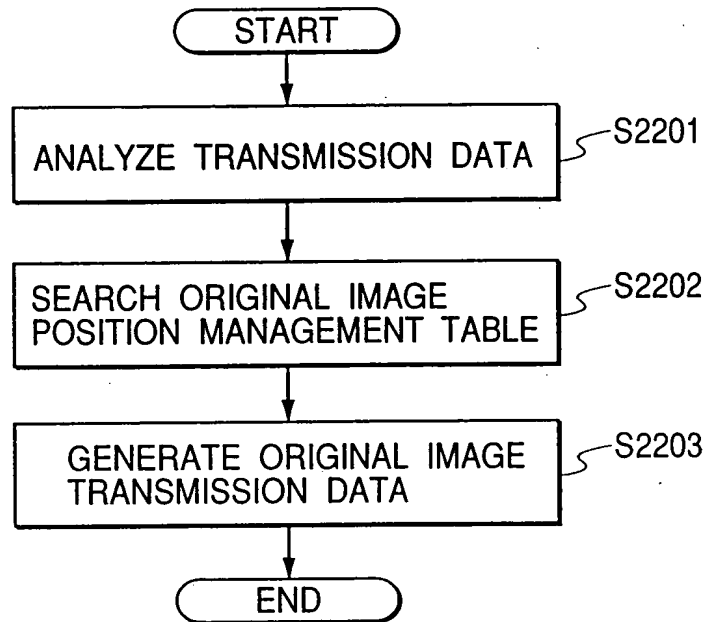 START
ANALYZE TRANSMISSION DATA
S2201
SEARCH ORIGINAL IMAGE
POSITION MANAGEMENT TABLE
S2202
GENERATE ORIGINAL IMAGE
TRANSMISSION DATA
S2203
END